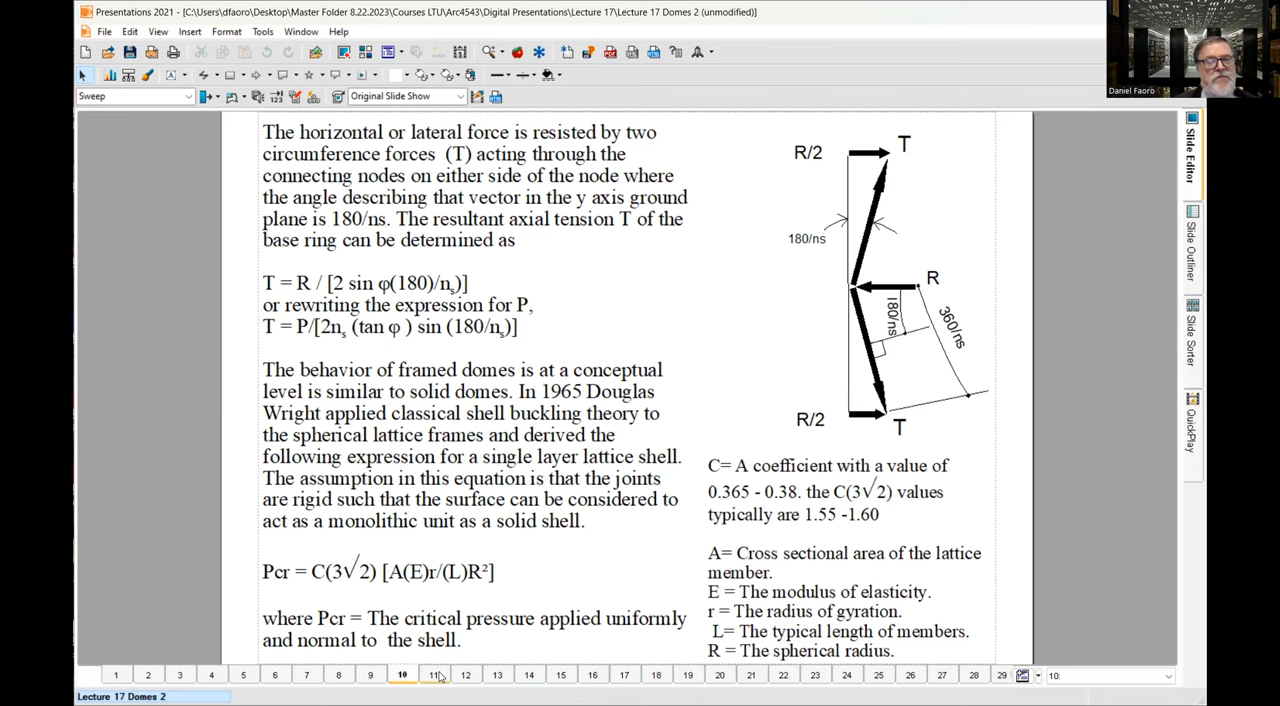 Presentations 2021 - [C:\Users\dfaoro\Desktop\Master Folder 8.22.2023\Courses LTU\Arc4543\Digital Presentations\Lecture 17\Lecture 17 Domes 2 (unmodified)]
File Edit View Insert Format Tools Window Help
Sweep
Original Slide Show
Daniel Faoro
The horizontal or lateral force is resisted by two
circumference forces (T) acting through the
connecting nodes on either side of the node where
the angle describing that vector in the y axis ground
plane is 180/ns. The resultant axial tension T of the
base ring can be determined as
T = R / [2 sin φ(180)/nₛ)]
or rewriting the expression for P,
T = P/[2nₛ (tan φ ) sin (180/nₛ)]
The behavior of framed domes is at a conceptual
level is similar to solid domes. In 1965 Douglas
Wright applied classical shell buckling theory to
the spherical lattice frames and derived the
following expression for a single layer lattice shell.
The assumption in this equation is that the joints
are rigid such that the surface can be considered to
act as a monolithic unit as a solid shell.
Pcr = C(3√2) [A(E)r/(L)R²]
where Pcr = The critical pressure applied uniformly
and normal to the shell.
R/2
T
180/ns
R
180/ns
360/ns
R/2
T
C= A coefficient with a value of
0.365 - 0.38. the C(3√2) values
typically are 1.55 -1.60
A= Cross sectional area of the lattice
member.
E = The modulus of elasticity.
r = The radius of gyration.
L= The typical length of members.
R = The spherical radius.
Slide Editor
Slide Outliner
Slide Sorter
QuickPlay
1 2 3 4 5 6 7 8 9 10 11 12 13 14 15 16 17 18 19 20 21 22 23 24 25 26 27 28 29
10:
Lecture 17 Domes 2